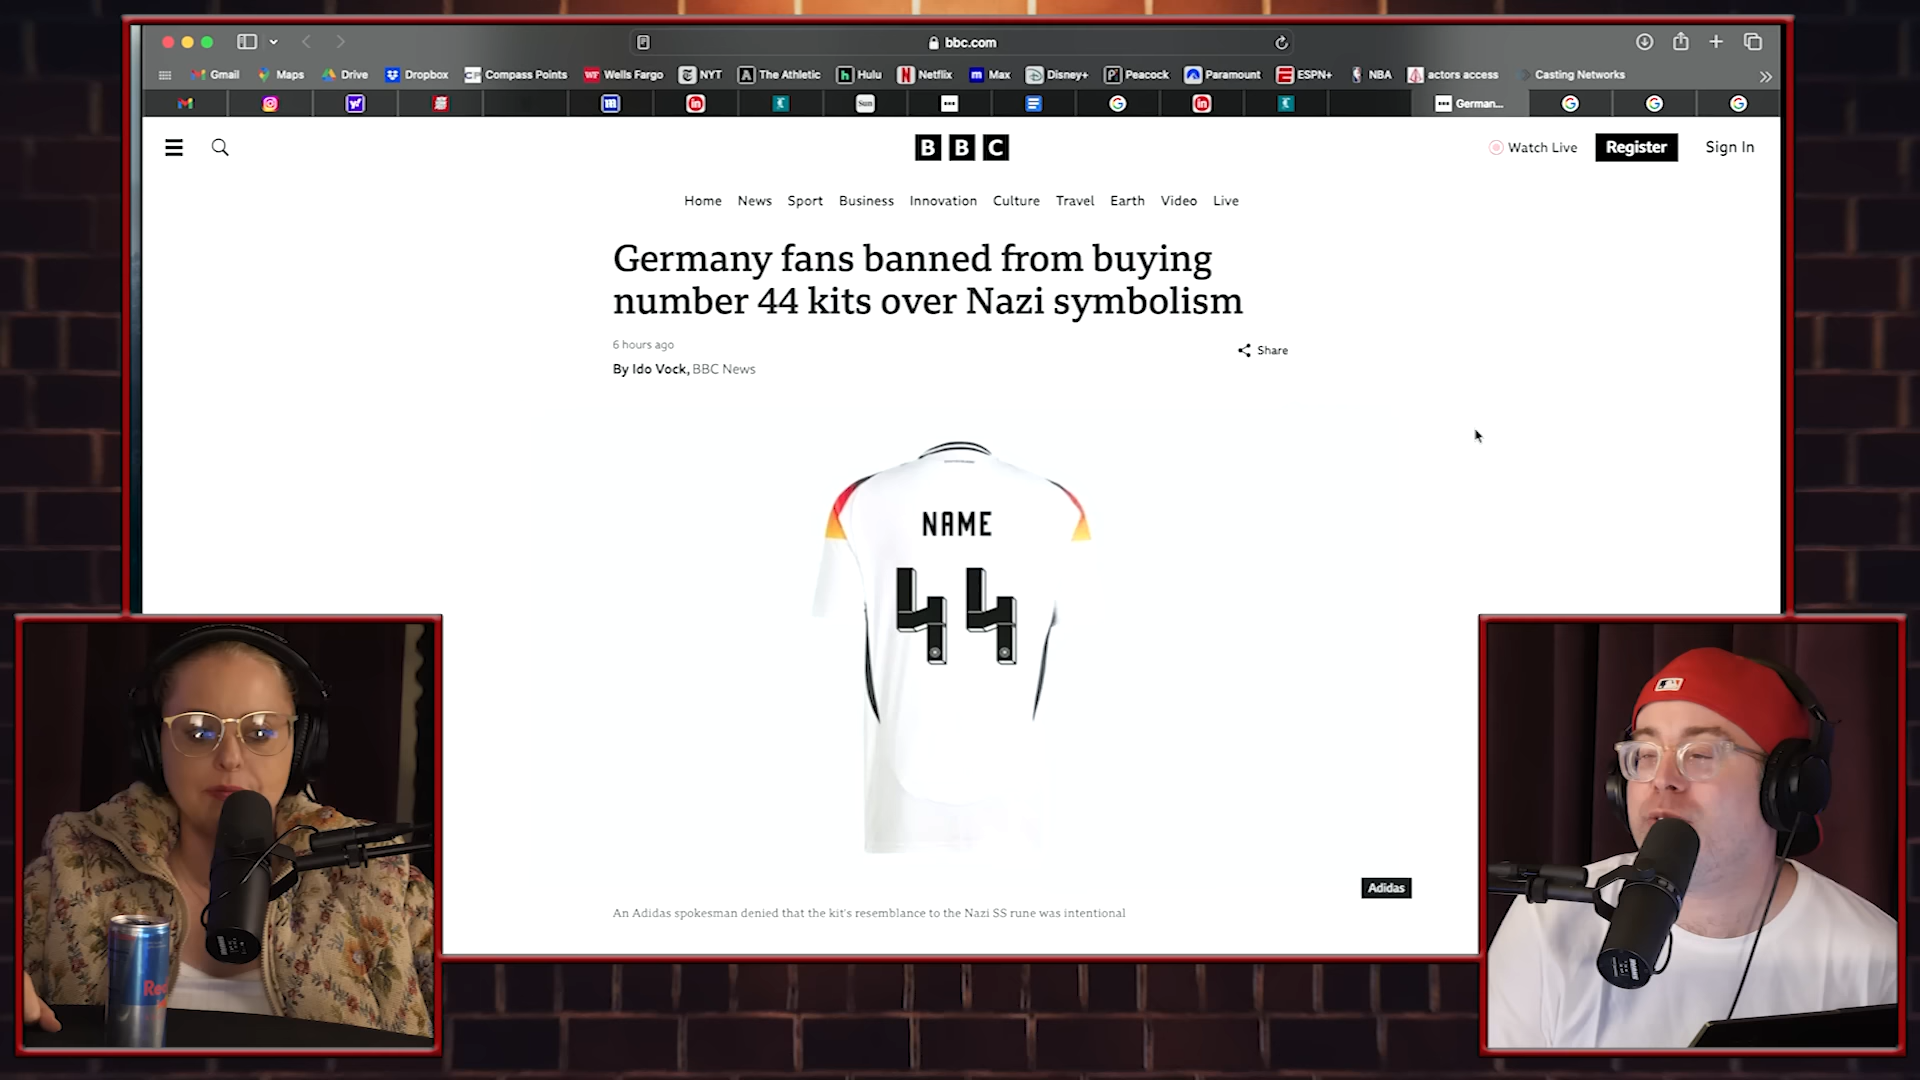 bbc.com
Gmail Maps Drive Dropbox Compass Points Wells Fargo NYT The Athletic Hulu Netflix Max Disney+ Peacock Paramount ESPN+ NBA actors access Casting Networks
German...
BBC
Watch Live Register Sign In
Home News Sport Business Innovation Culture Travel Earth Video Live
Germany fans banned from buying
number 44 kits over Nazi symbolism
6 hours ago
Share
By Ido Vock, BBC News
NAME
44
Adidas
An Adidas spokesman denied that the kit's resemblance to the Nazi SS rune was intentional